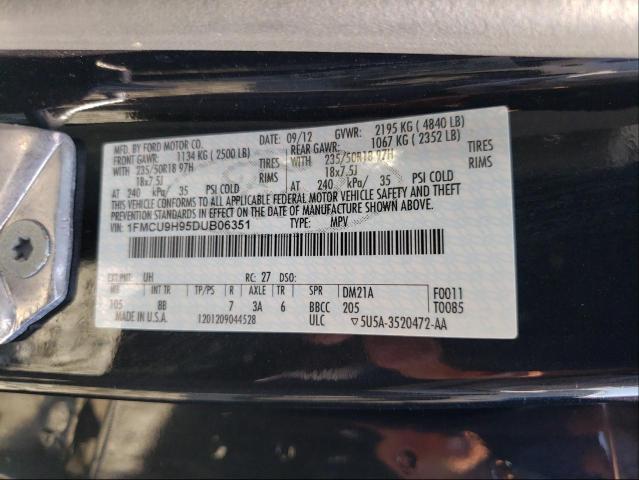 MFD. BY FORD MOTOR CO. 09/12 GVWR: 2195 KG ( 4840 LB)
FRONT GAWR: 1134 KG ( 2500 LB) REAR GAWR: 1067 KG ( 2352 LB)
WITH 235/50R18 97H TIRES WITH 235/50R18 97H TIRES
18x7.5J RIMS 18x7.5J RIMS
AT 240 kPa/ 35 PSI COLD AT 240 kPa/ 35 PSI COLD
THIS VEHICLE CONFORMS TO ALL APPLICABLE FEDERAL MOTOR VEHICLE SAFETY AND THEFT
PREVENTION STANDARDS IN EFFECT ON THE DATE OF MANUFACTURE SHOWN ABOVE.
VIN: 1FMCU9H95DUB06351 TYPE: MPV
EXT PNT: UH RC: 27 DSO:
BR TP/PS R AXLE TR SPR DM21A F0011
105 8B 7 3A 6 BBCC 205 T0085
MADE IN U.S.A. 1201209044528 ULC ▽5U5A-3520472-AA